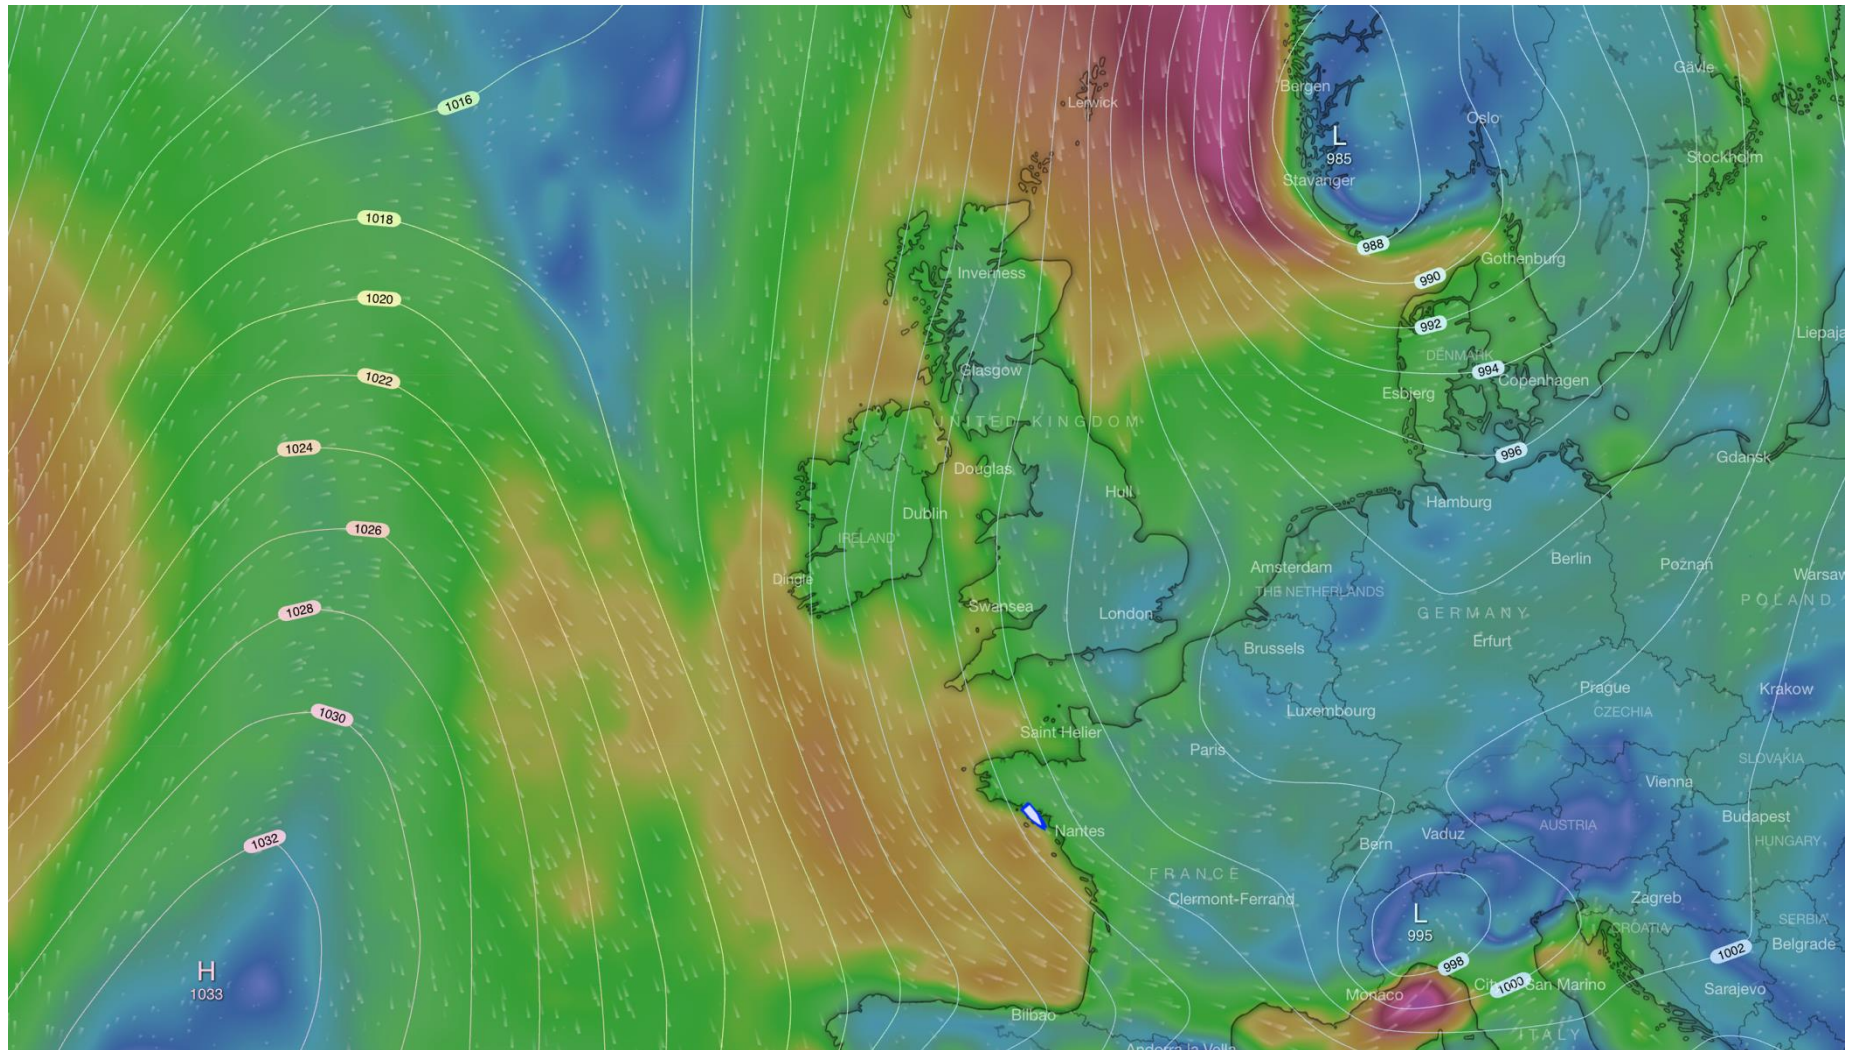 Gävle
Bergen
1016
Lerwick
Oslo
L
985
Stockholm
Stavanger
1018
988
Gothenburg
Inverness
990
1020
992
Liepaja
DENMARK
Glasgow
994
1022
Copenhagen
Esbjerg
UNITED KINGDOM
1024
996
Gdansk
Douglas
Hull
Hamburg
Dublin
1026
IRELAND
Berlin
Poznań
Amsterdam
Warsaw
Dingle
THE NETHERLANDS
POLAND
1028
Swansea
London
GERMANY
Erfurt
Brussels
Prague
Krakow
1030
Luxembourg
CZECHIA
Saint Helier
Paris
SLOVAKIA
Vienna
Budapest
AUSTRIA
Nantes
Vaduz
1032
Bern
HUNGARY
FRANCE
Clermont-Ferrand
Zagreb
L
995
SERBIA
CROATIA
Belgrade
1002
998
H
1033
1000
San Marino
Monaco
Sarajevo
Bilbao
ITALY
Andorra la Vella